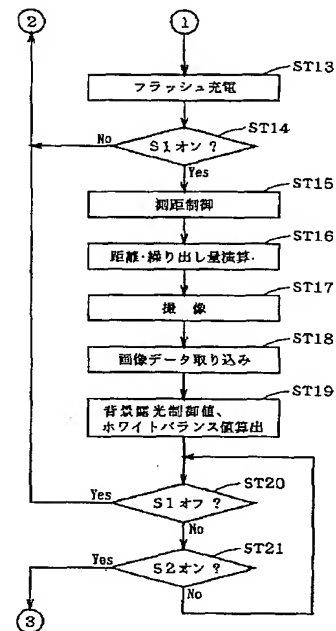 ② ①
ST13
フラッシュ充電
ST14
No S1オン？
Yes
ST15
測距制御
ST16
距離・繰り出し量演算
ST17
撮 像
ST18
画像データ取り込み
ST19
背景露光制御値、
ホワイトバランス値算出
ST20
Yes S1オフ？
No
ST21
Yes S2オン？
No
③